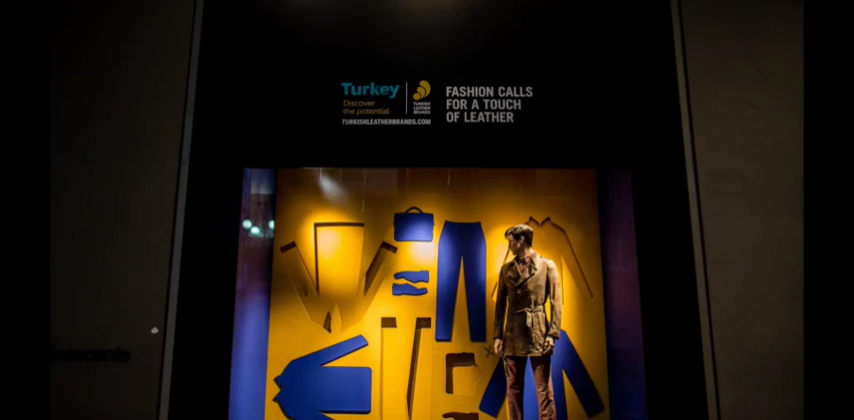 Turkey
Discover
the potential
TURKISH
LEATHER
BRANDS
TURKISHLEATHERBRANDS.COM
FASHION CALLS
FOR A TOUCH
OF LEATHER